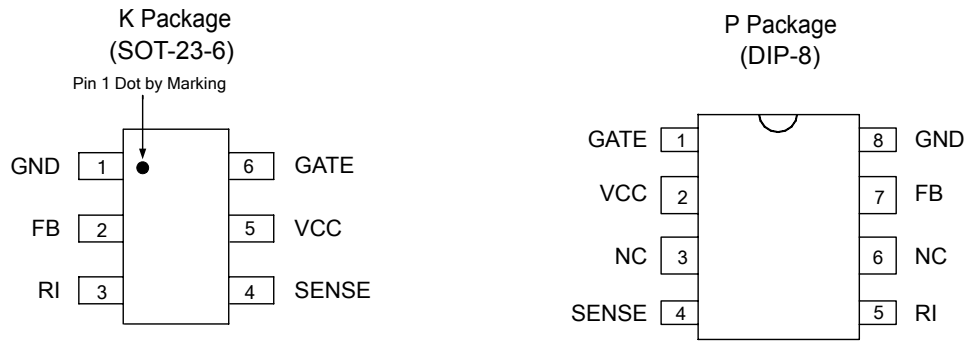 K Package
(SOT-23-6)
Pin 1 Dot by Marking
GND 1 6 GATE
FB 2 5 VCC
RI 3 4 SENSE
P Package
(DIP-8)
GATE 1 8 GND
VCC 2 7 FB
NC 3 6 NC
SENSE 4 5 RI